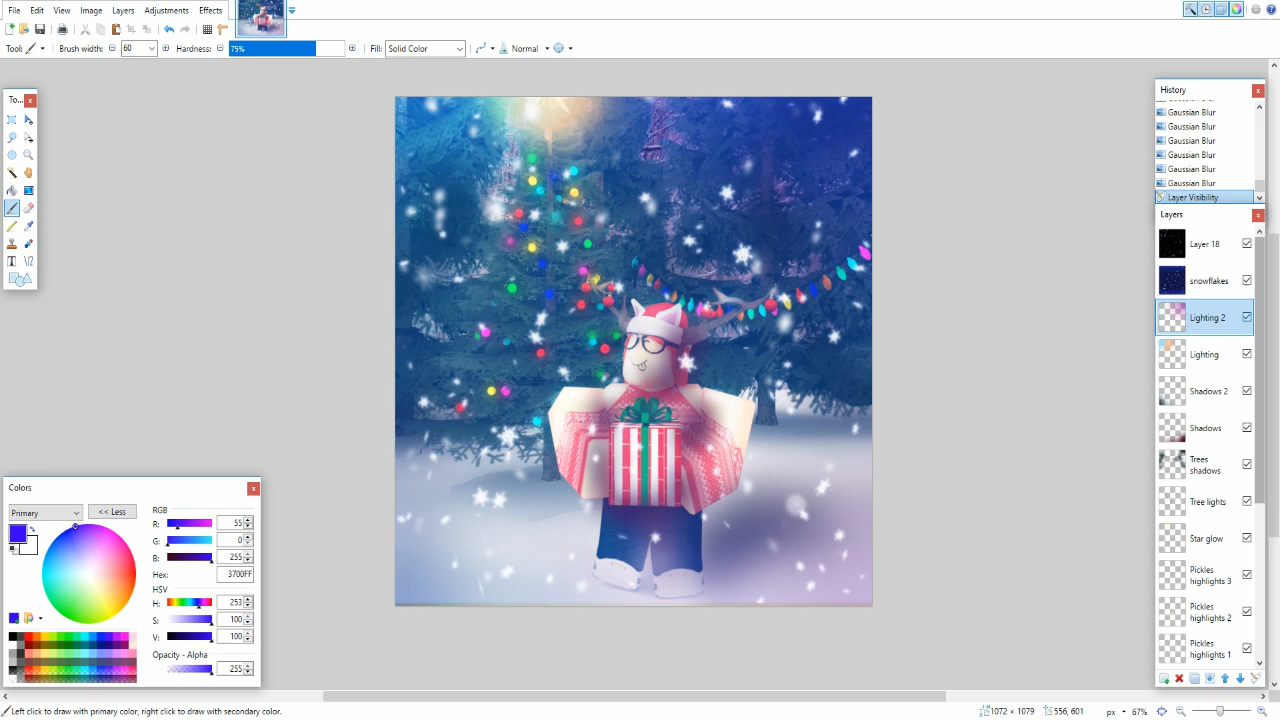 File Edit View Image Layers Adjustments Effects
Tool: Brush width: 60 Hardness: 75% Fill: Solid Color Normal
To...
History
Gaussian Blur
Gaussian Blur
Gaussian Blur
Gaussian Blur
Gaussian Blur
Gaussian Blur
Layer Visibility
Layers
Layer 18
snowflakes
Lighting 2
Lighting
Shadows 2
Shadows
Trees
shadows
Tree lights
Star glow
Pickles
highlights 3
Pickles
highlights 2
Pickles
highlights 1
Colors
Primary << Less
RGB
R: 55
G: 0
B: 255
Hex: 3700FF
HSV
H: 253
S: 100
V: 100
Opacity - Alpha
255
Left click to draw with primary color, right click to draw with secondary color. 1072 × 1079 556, 601 px 67%